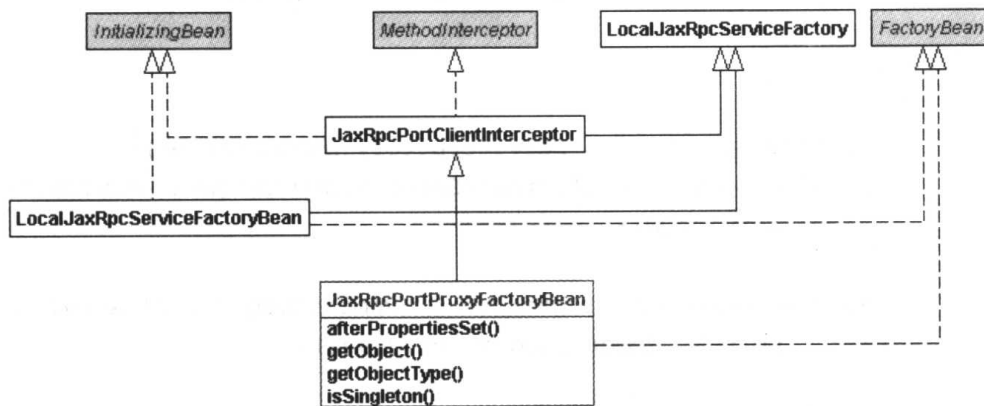 InitializingBean
MethodInterceptor
LocalJaxRpcServiceFactory
FactoryBean
JaxRpcPortClientInterceptor
LocalJaxRpcServiceFactoryBean
JaxRpcPortProxyFactoryBean
afterPropertiesSet()
getObject()
getObjectType()
isSingleton()